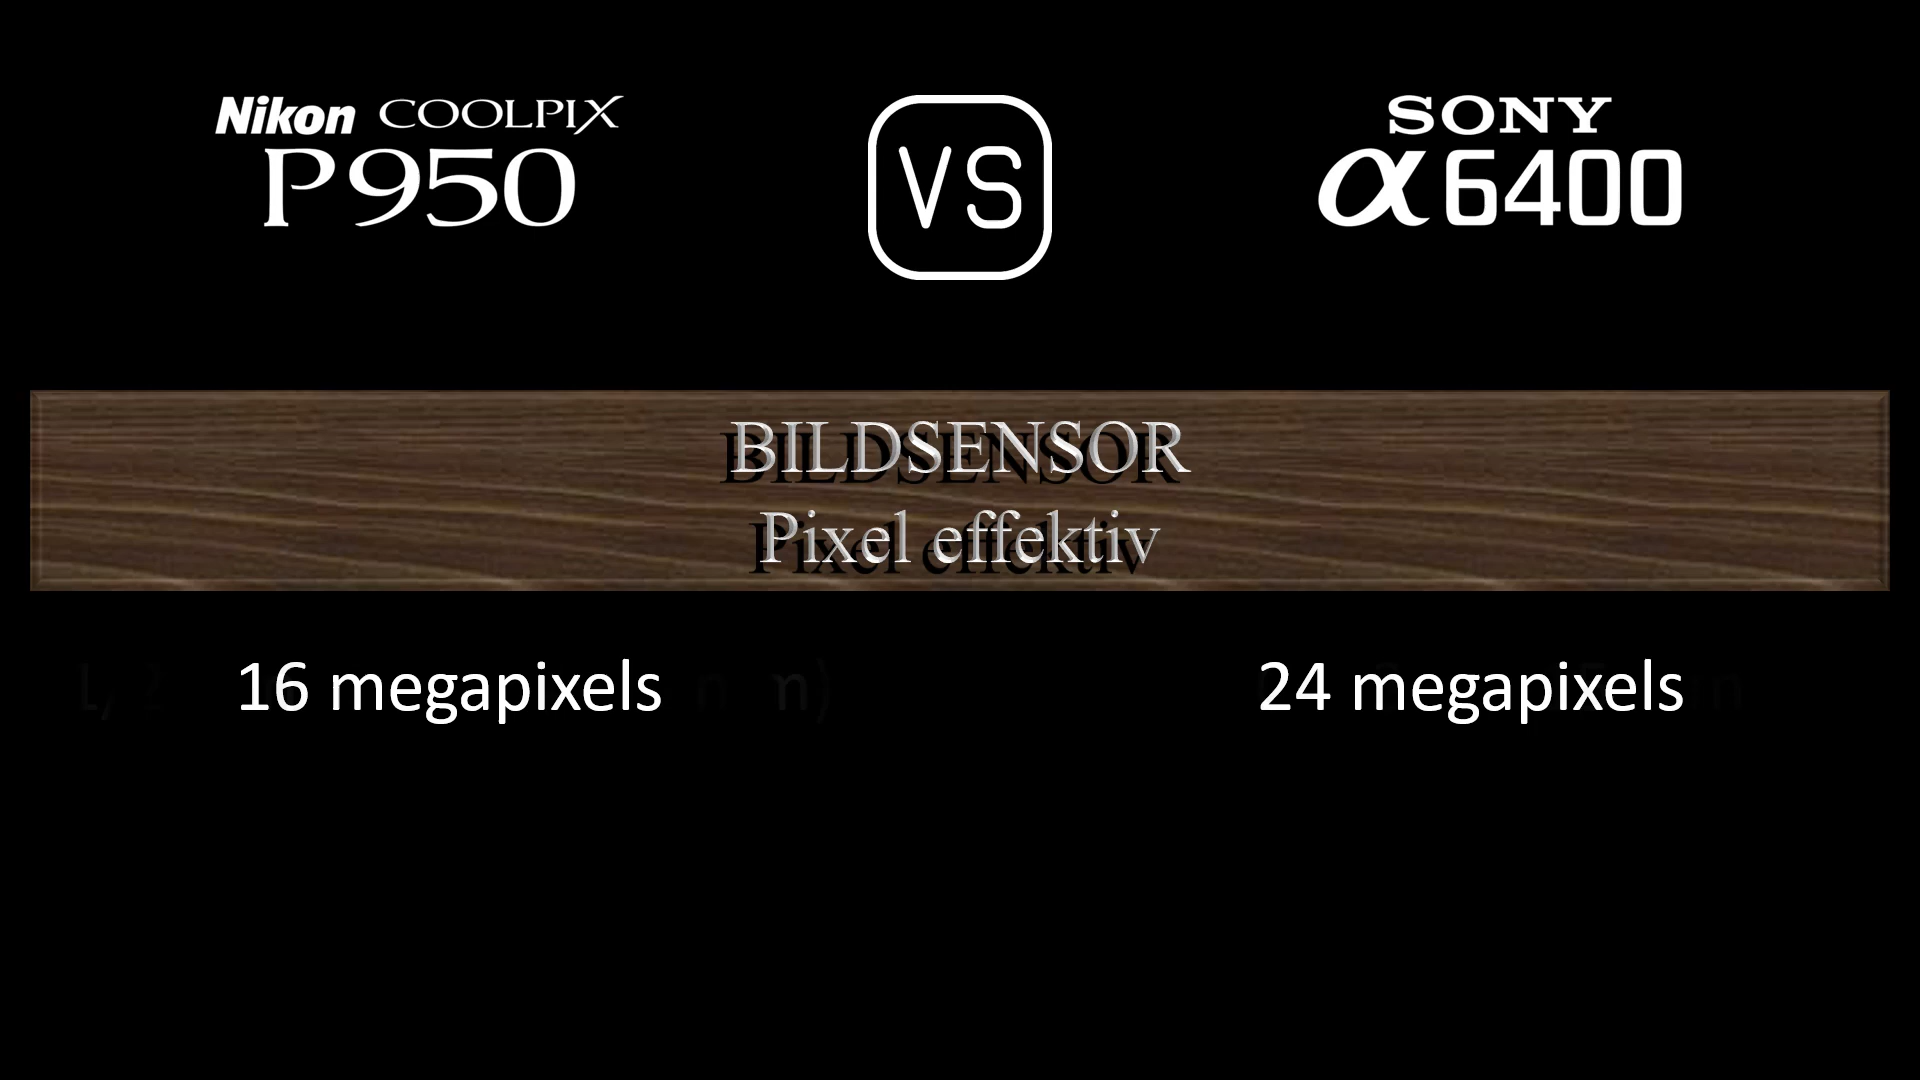 Nikon COOLPIX
P950
VS
SONY
α6400
BILDSENSOR
Pixel effektiv
16 megapixels
24 megapixels